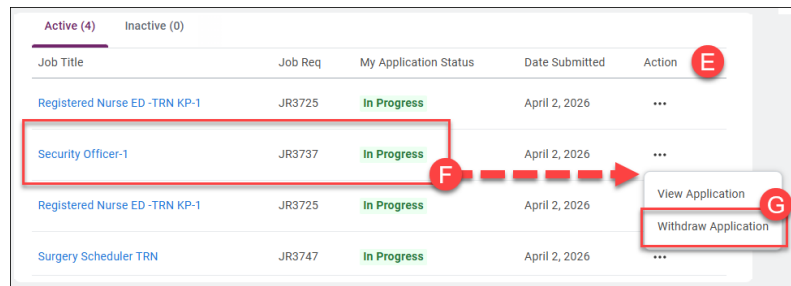 Active (4) Inactive (0)
Job Title Job Req My Application Status Date Submitted Action E
Registered Nurse ED -TRN KP-1 JR3725 In Progress April 2, 2026 ...
Security Officer-1 JR3737 In Progress April 2, 2026 ...
F
View Application
G
Registered Nurse ED -TRN KP-1 JR3725 In Progress April 2, 2026
Withdraw Application
Surgery Scheduler TRN JR3747 In Progress April 2, 2026 ...